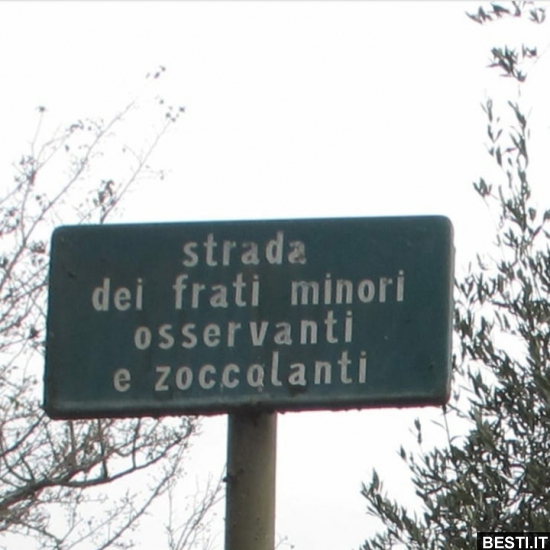 strada
dei frati minori
osservanti
e zoccolanti
BESTI.IT